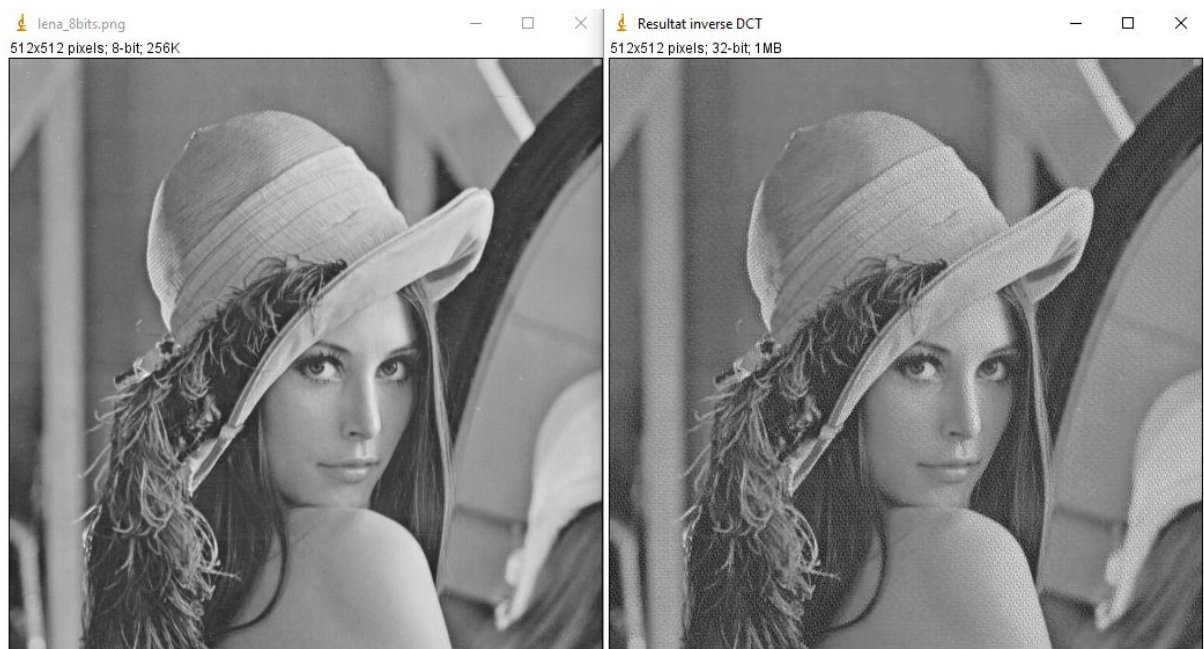 lena_8bits.png
512x512 pixels; 8-bit; 256K
Resultat inverse DCT
512x512 pixels; 32-bit; 1MB